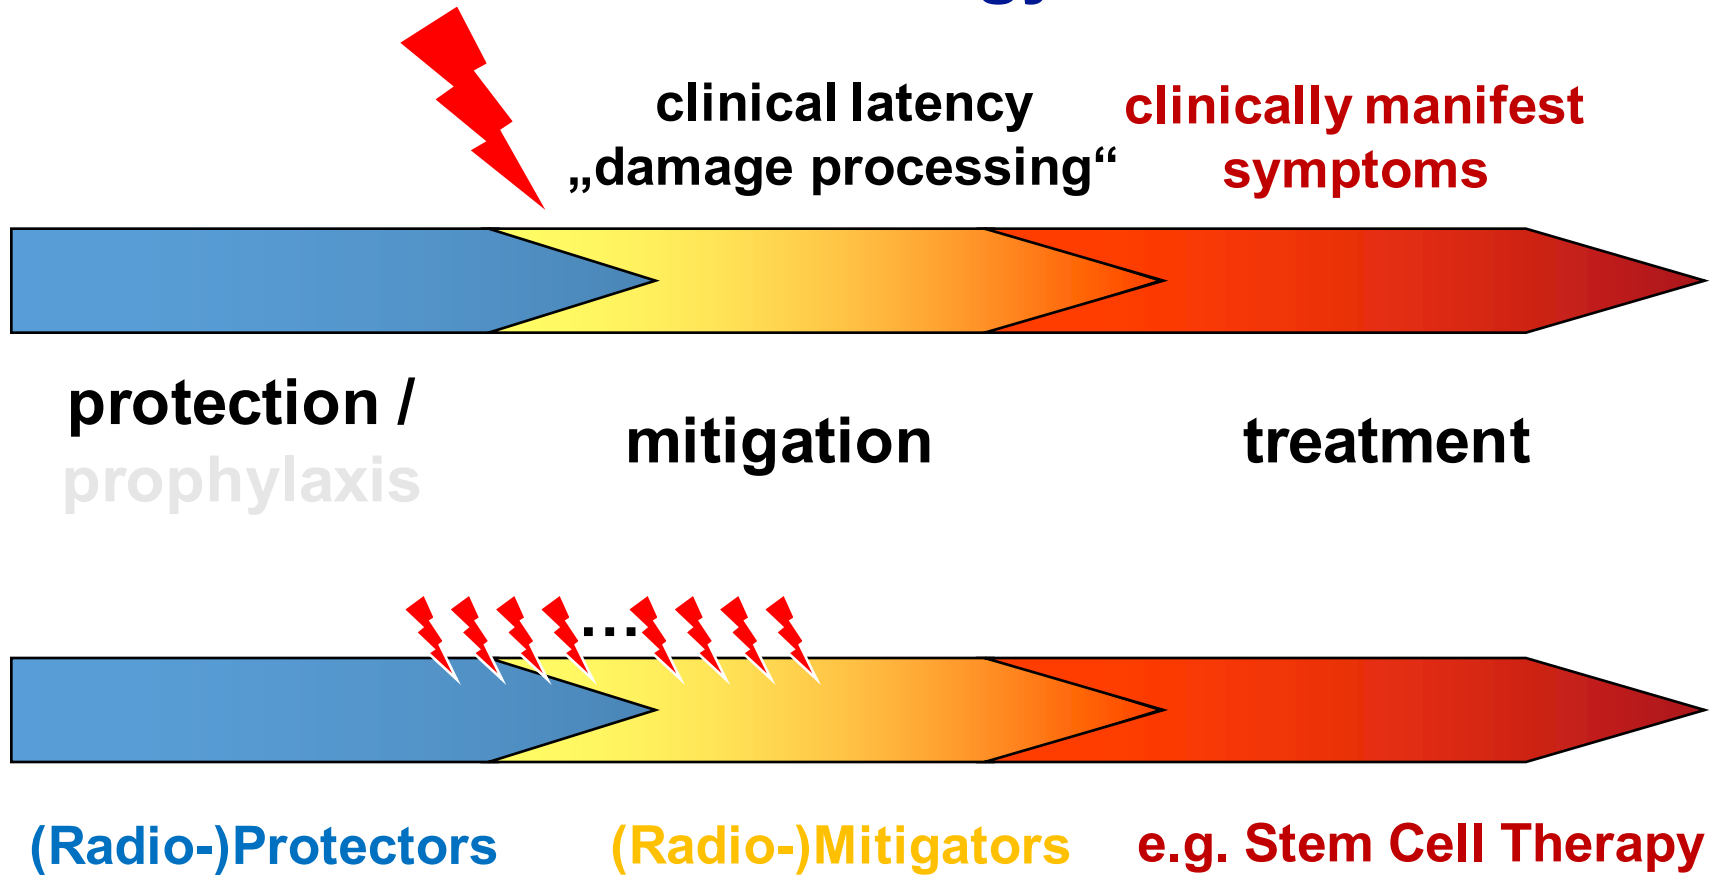 clinical latency
„damage processing“
clinically manifest
symptoms
protection /
prophylaxis
mitigation
treatment
...
(Radio-)Protectors
(Radio-)Mitigators
e.g. Stem Cell Therapy